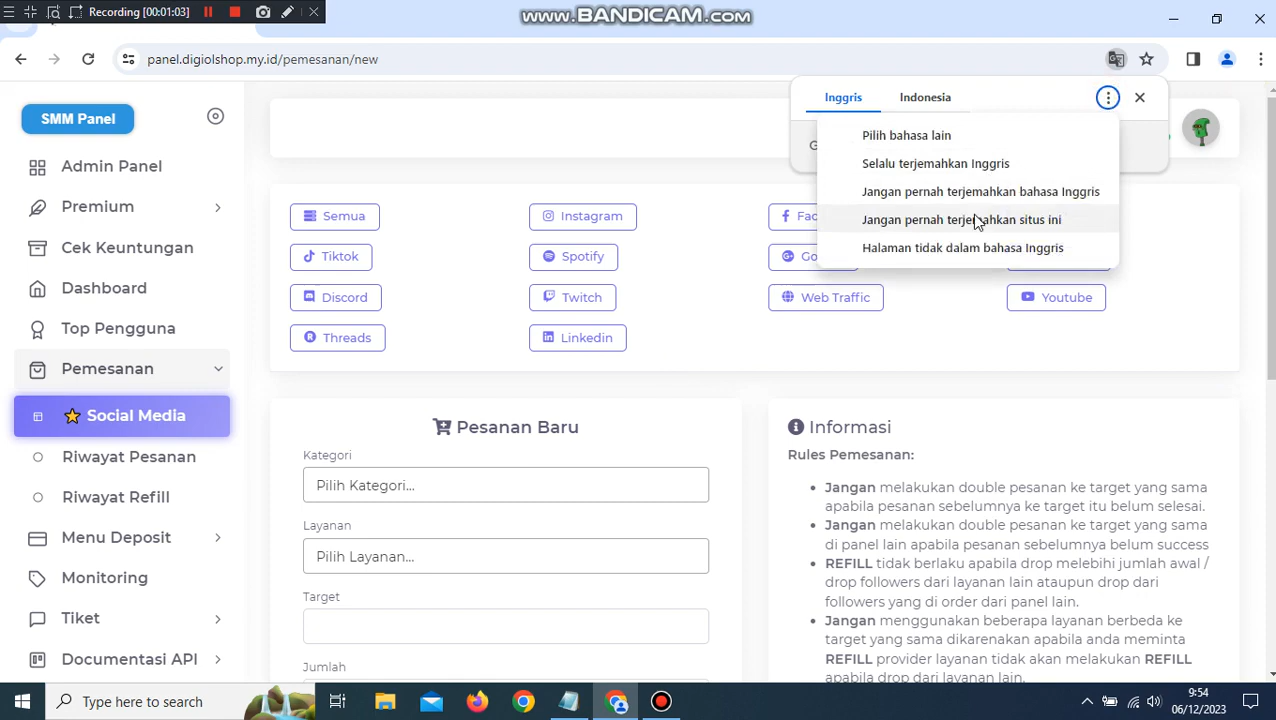 Recording [00:01:03]
www.BANDICAM.com
panel.digiolshop.my.id/pemesanan/new
SMM Panel
Admin Panel
Premium
Cek Keuntungan
Dashboard
Top Pengguna
Pemesanan
Social Media
Riwayat Pesanan
Riwayat Refill
Menu Deposit
Monitoring
Tiket
Documentasi API
Inggris
Indonesia
G
Pilih bahasa lain
Selalu terjemahkan Inggris
Jangan pernah terjemahkan bahasa Inggris
Jangan pernah terjemahkan situs ini
Halaman tidak dalam bahasa Inggris
Semua
Instagram
Fac
Tiktok
Spotify
Go
Discord
Twitch
Web Traffic
Youtube
Threads
Linkedin
Pesanan Baru
Kategori
Pilih Kategori...
Layanan
Pilih Layanan...
Target
Jumlah
Informasi
Rules Pemesanan:
Jangan melakukan double pesanan ke target yang sama
apabila pesanan sebelumnya ke target itu belum selesai.
Jangan melakukan double pesanan ke target yang sama
di panel lain apabila pesanan sebelumnya belum success
REFILL tidak berlaku apabila drop melebihi jumlah awal /
drop followers dari layanan lain ataupun drop dari
followers yang di order dari panel lain.
Jangan menggunakan beberapa layanan berbeda ke
target yang sama dikarenakan apabila anda meminta
REFILL provider layanan tidak akan melakukan REFILL
apabila drop dari layanan lain.
Type here to search
9:54
06/12/2023